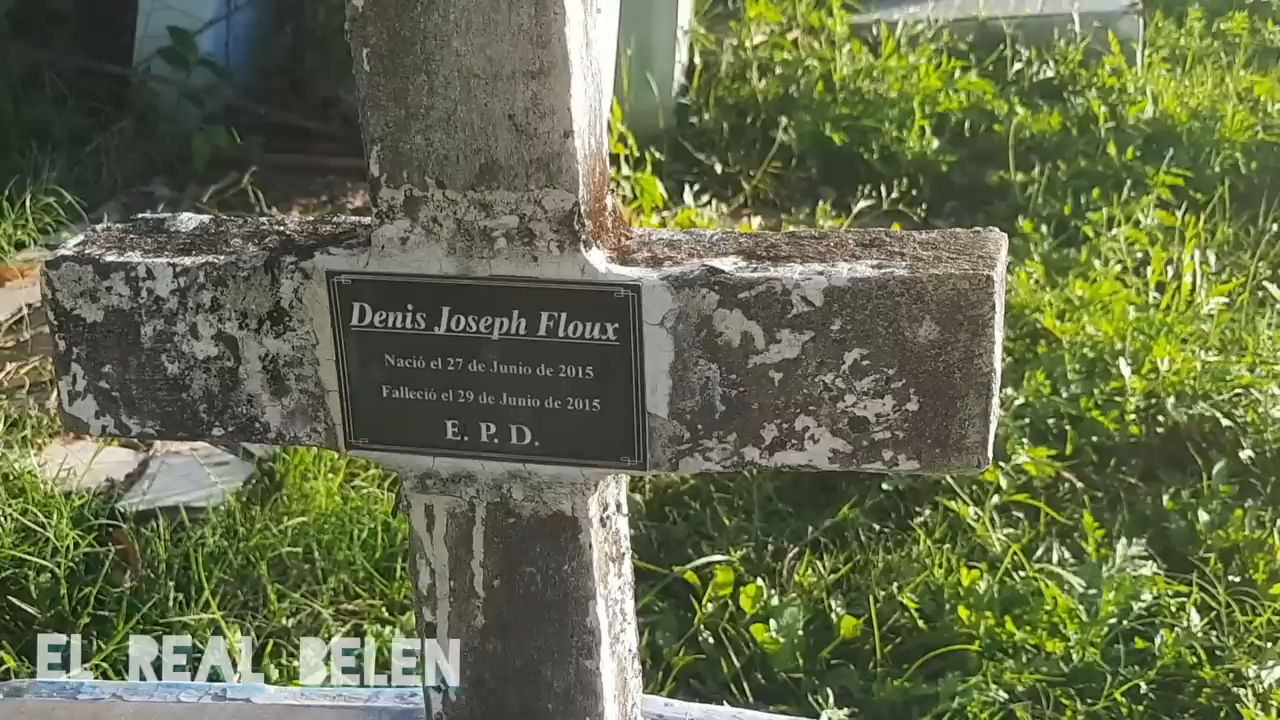 Denis Joseph Floux
Nació el 27 de Junio de 2015
Falleció el 29 de Junio de 2015
E. P. D.
EL REAL BELEN